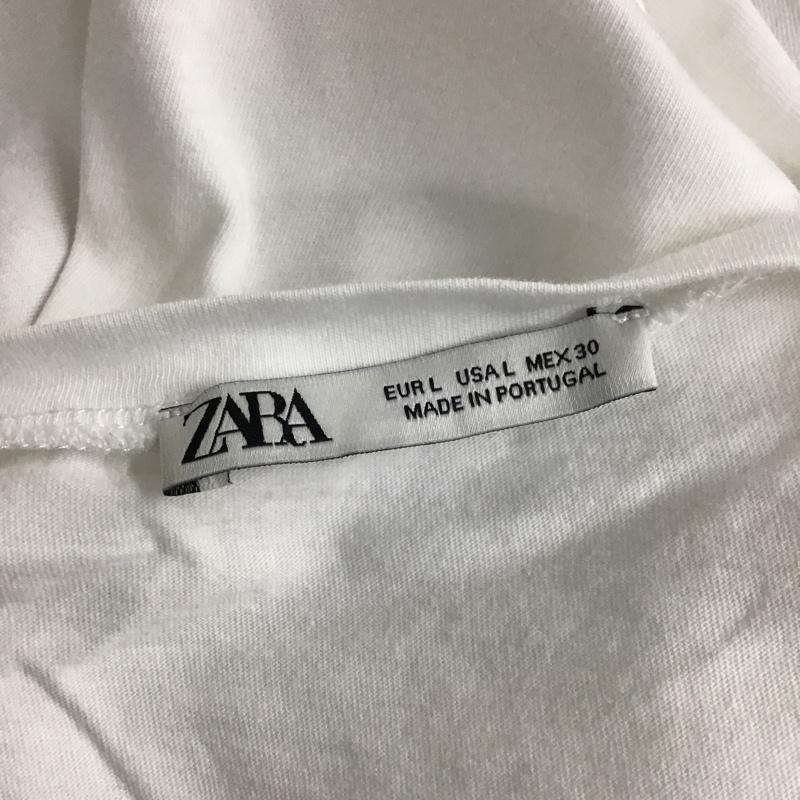 ZARA
EUR L USA L MEX 30
MADE IN PORTUGAL